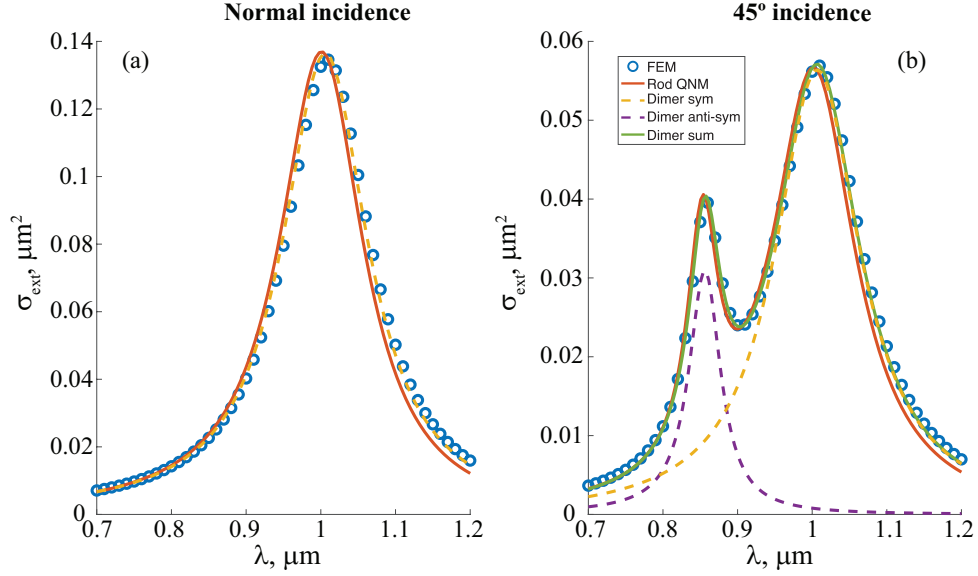 Normal incidence
(a)
σext, μm²
0.14
0.12
0.1
0.08
0.06
0.04
0.02
0
0.7 0.8 0.9 1 1.1 1.2
λ, μm
45º incidence
(b)
FEM
Rod QNM
Dimer sym
Dimer anti-sym
Dimer sum
σext, μm²
0.06
0.05
0.04
0.03
0.02
0.01
0
0.7 0.8 0.9 1 1.1 1.2
λ, μm